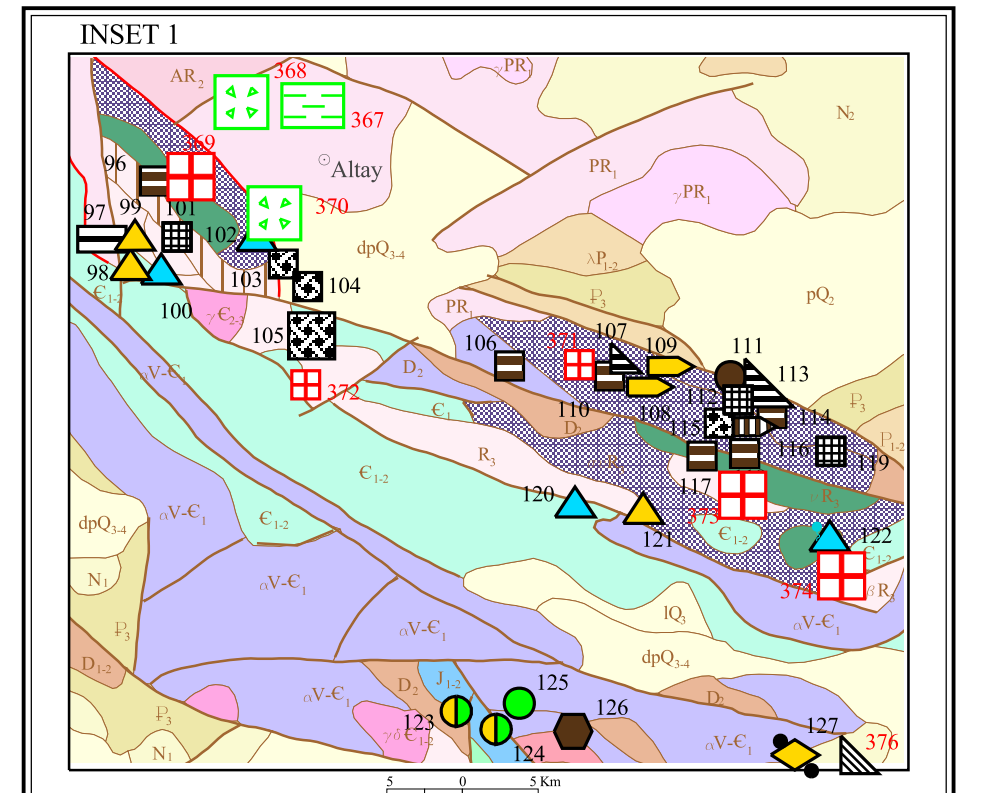 INSET 1
γPR₁
368
AR₂
367
N₂
369
96
PR₁
Altay
γPR₁
370
97
99
101
102
dpQ₃₋₄
λP₁₋₂
98
103
104
pQ₂
Є₁₋₂
₽₃
100
γЄ₂₋₃
PR₁
105
106
371
107
109
111
αV-Є₁
D₂
113
372
112
108
₽₃
Є₁
110
114
D₂
115
116
P₁₋₂
R₃
119
Є₁₋₂
117
νR₃
120
373
αV-Є₁
dpQ₃₋₄
Є₁₋₂
121
Є₁₋₂
122
Є₁₋₂
N₁
αV-Є₁
374
βR₃
lQ₃
₽₃
αV-Є₁
αV-Є₁
D₁₋₂
dpQ₃₋₄
J₁₋₂
D₂
125
αV-Є₁
D₂
₽₃
123
126
127
N₁
γδЄ₁₋₂
124
αV-Є₁
376
5 0 5 Km